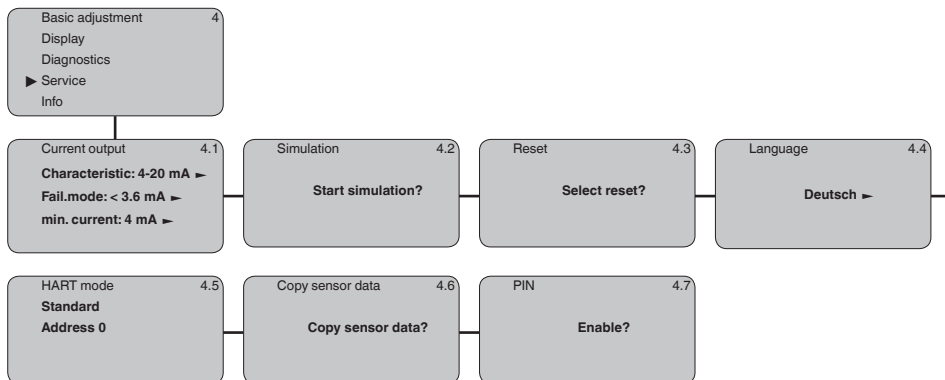 Basic adjustment 4
Display
Diagnostics
▶ Service
Info
Current output 4.1
Characteristic: 4-20 mA ►
Fail.mode: < 3.6 mA ►
min. current: 4 mA ►
Simulation 4.2
Start simulation?
Reset 4.3
Select reset?
Language 4.4
Deutsch ►
HART mode 4.5
Standard
Address 0
Copy sensor data 4.6
Copy sensor data?
PIN 4.7
Enable?